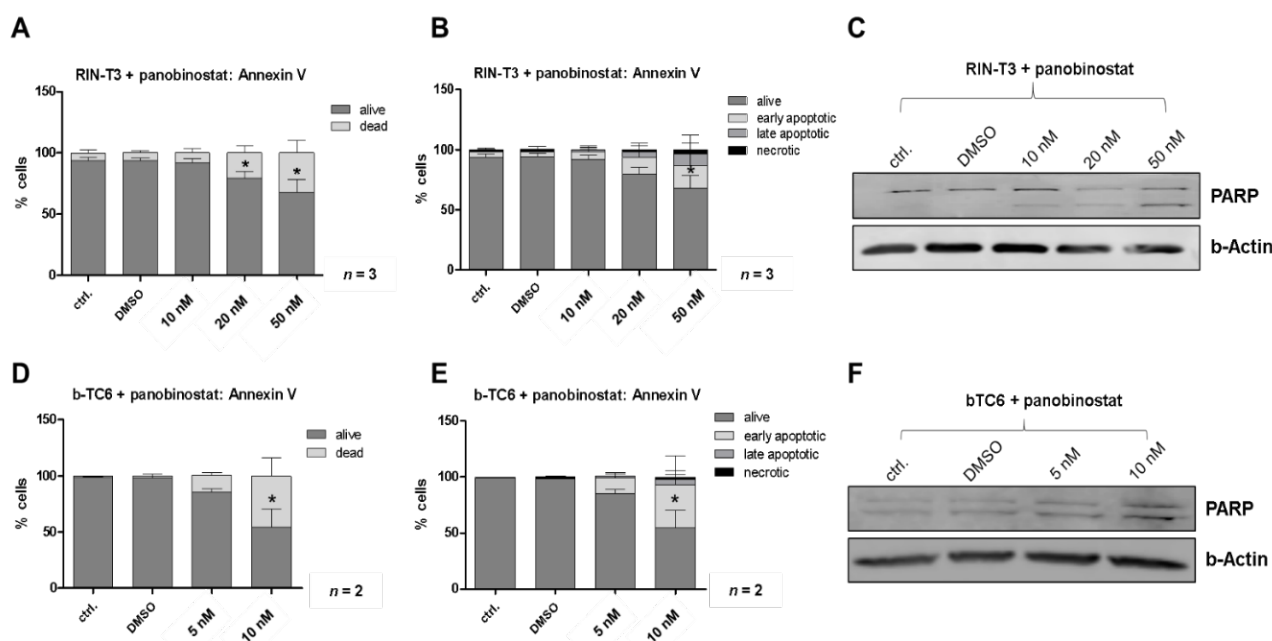 A
RIN-T3 + panobinostat: Annexin V
150
100
50
0
% cells
alive
dead
*
*
ctrl.
DMSO
10 nM
20 nM
50 nM
n = 3
B
RIN-T3 + panobinostat: Annexin V
150
100
50
0
% cells
alive
early apoptotic
late apoptotic
necrotic
*
ctrl.
DMSO
10 nM
20 nM
50 nM
n = 3
C
RIN-T3 + panobinostat
ctrl.
DMSO
10 nM
20 nM
50 nM
PARP
b-Actin
D
b-TC6 + panobinostat: Annexin V
150
100
50
0
% cells
alive
dead
*
ctrl.
DMSO
5 nM
10 nM
n = 2
E
b-TC6 + panobinostat: Annexin V
150
100
50
0
% cells
alive
early apoptotic
late apoptotic
necrotic
*
ctrl.
DMSO
5 nM
10 nM
n = 2
F
bTC6 + panobinostat
ctrl.
DMSO
5 nM
10 nM
PARP
b-Actin